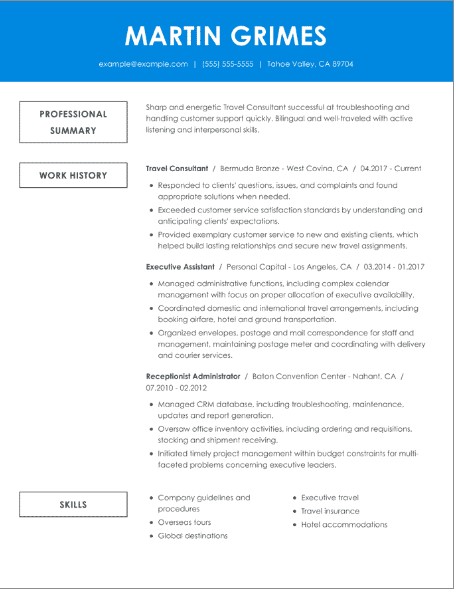 MARTIN GRIMES
example@example.com | (555) 555-5555 | Tahoe Valley, CA 89704
PROFESSIONAL
SUMMARY
Sharp and energetic Travel Consultant successful at troubleshooting and
handling customer support quickly. Bilingual and well-traveled with active
listening and interpersonal skills.
WORK HISTORY
Travel Consultant / Bermuda Bronze - West Covina, CA / 04.2017 - Current
• Responded to clients' questions, issues, and complaints and found
appropriate solutions when needed.
• Exceeded customer service satisfaction standards by understanding and
anticipating clients' expectations.
• Provided exemplary customer service to new and existing clients, which
helped build lasting relationships and secure new travel assignments.
Executive Assistant / Personal Capital - Los Angeles, CA / 03.2014 - 01.2017
• Managed administrative functions, including complex calendar
management with focus on proper allocation of executive availability.
• Coordinated domestic and international travel arrangements, including
booking airfare, hotel and ground transportation.
• Organized envelopes, postage and mail correspondence for staff and
management, maintaining postage meter and coordinating with delivery
and courier services.
Receptionist Administrator / Baton Convention Center - Nahant, CA /
07.2010 - 02.2012
• Managed CRM database, including troubleshooting, maintenance,
updates and report generation.
• Oversaw office inventory activities, including ordering and requisitions,
stocking and shipment receiving.
• Initiated timely project management within budget constraints for multi-
faceted problems concerning executive leaders.
SKILLS
• Company guidelines and
procedures
• Overseas tours
• Global destinations
• Executive travel
• Travel insurance
• Hotel accommodations